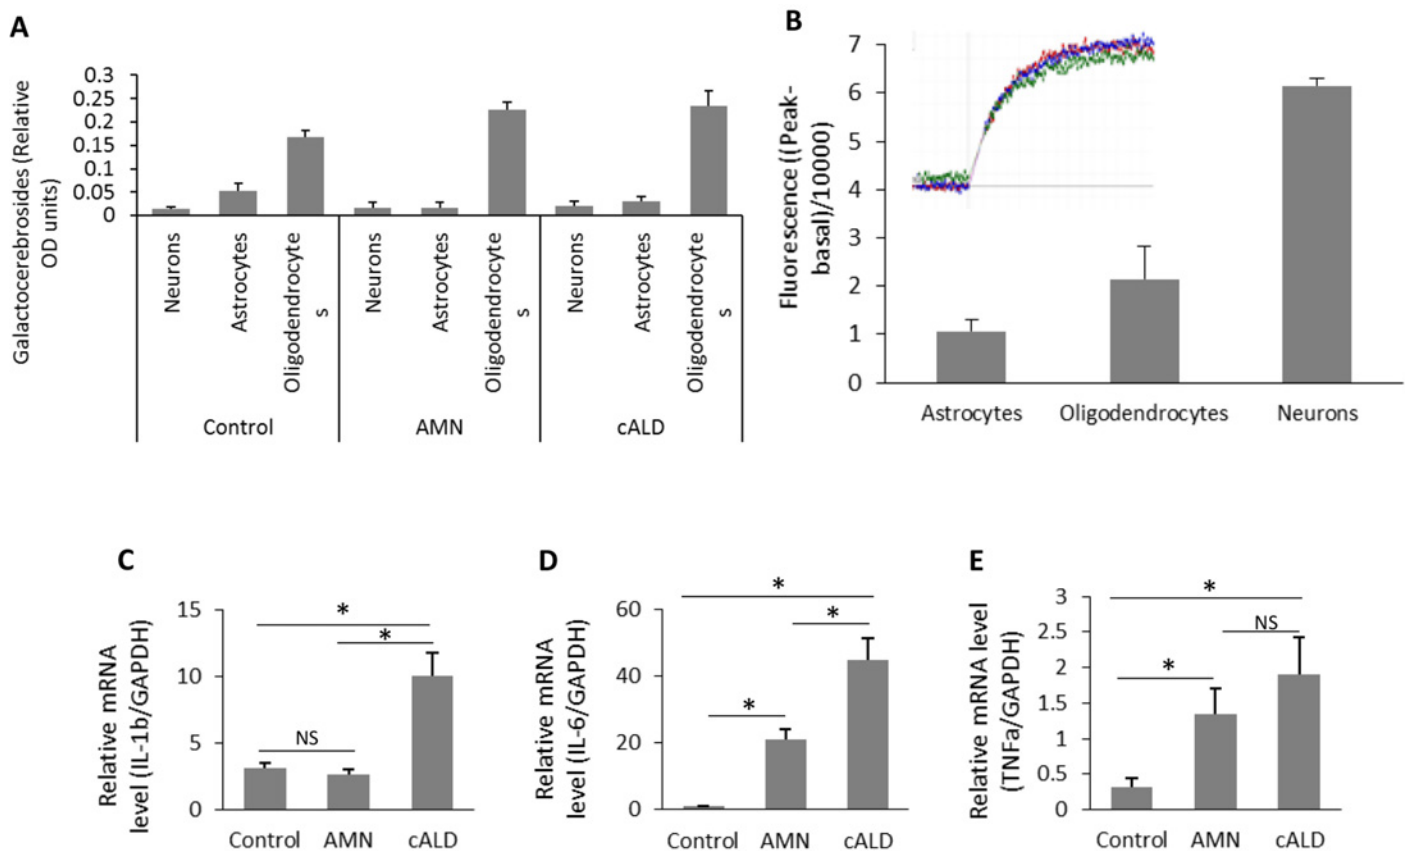 A
Galactocerebrosides (Relative
OD units)
0.3
0.25
0.2
0.15
0.1
0.05
0
Neurons
Astrocytes
Oligodendrocyte
s
Neurons
Astrocytes
Oligodendrocyte
s
Neurons
Astrocytes
Oligodendrocyte
s
Control
AMN
cALD
B
Fluorescence ((Peak-
basal)/10000
7
6
5
4
3
2
1
0
Astrocytes
Oligodendrocytes
Neurons
C
Relative mRNA
level (IL-1b/GAPDH)
15
10
5
0
*
*
NS
Control
AMN
cALD
D
Relative mRNA
level (IL-6/GAPDH)
60
40
20
0
*
*
*
Control
AMN
cALD
E
Relative mRNA level
(TNFa/GAPDH)
3
2.5
2
1.5
1
0.5
0
*
NS
*
Control
AMN
cALD